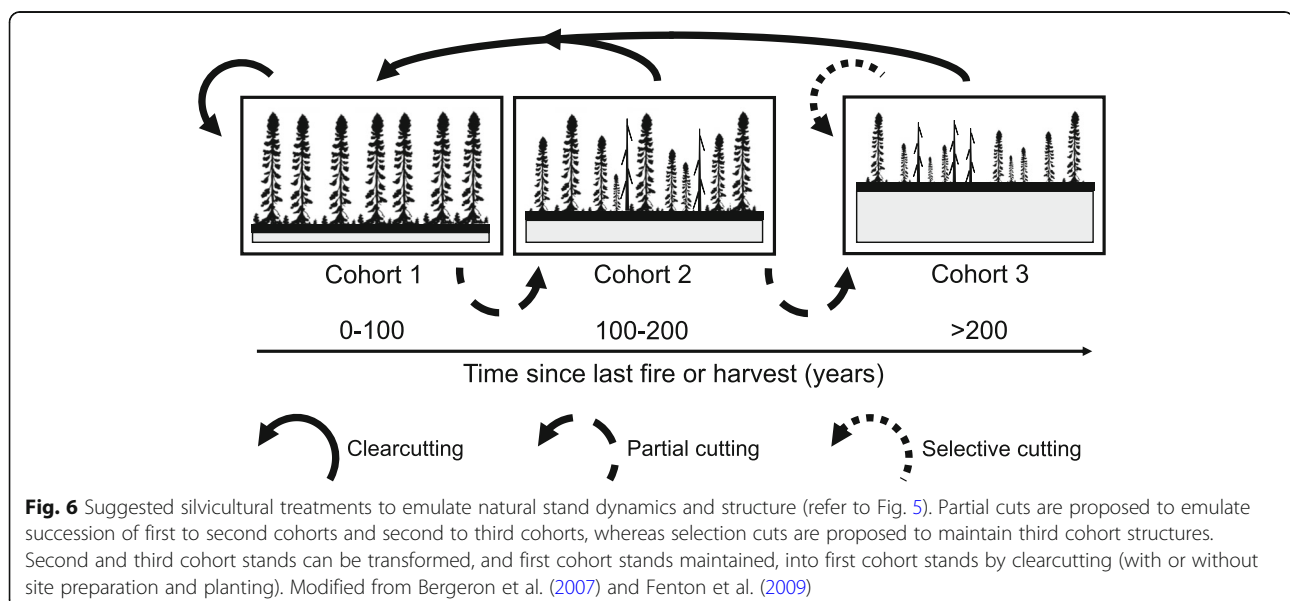 Cohort 1
Cohort 2
Cohort 3
0-100
100-200
>200
Time since last fire or harvest (years)
Clearcutting
Partial cutting
Selective cutting
Fig. 6 Suggested silvicultural treatments to emulate natural stand dynamics and structure (refer to Fig. 5). Partial cuts are proposed to emulate
succession of first to second cohorts and second to third cohorts, whereas selection cuts are proposed to maintain third cohort structures.
Second and third cohort stands can be transformed, and first cohort stands maintained, into first cohort stands by clearcutting (with or without
site preparation and planting). Modified from Bergeron et al. (2007) and Fenton et al. (2009)